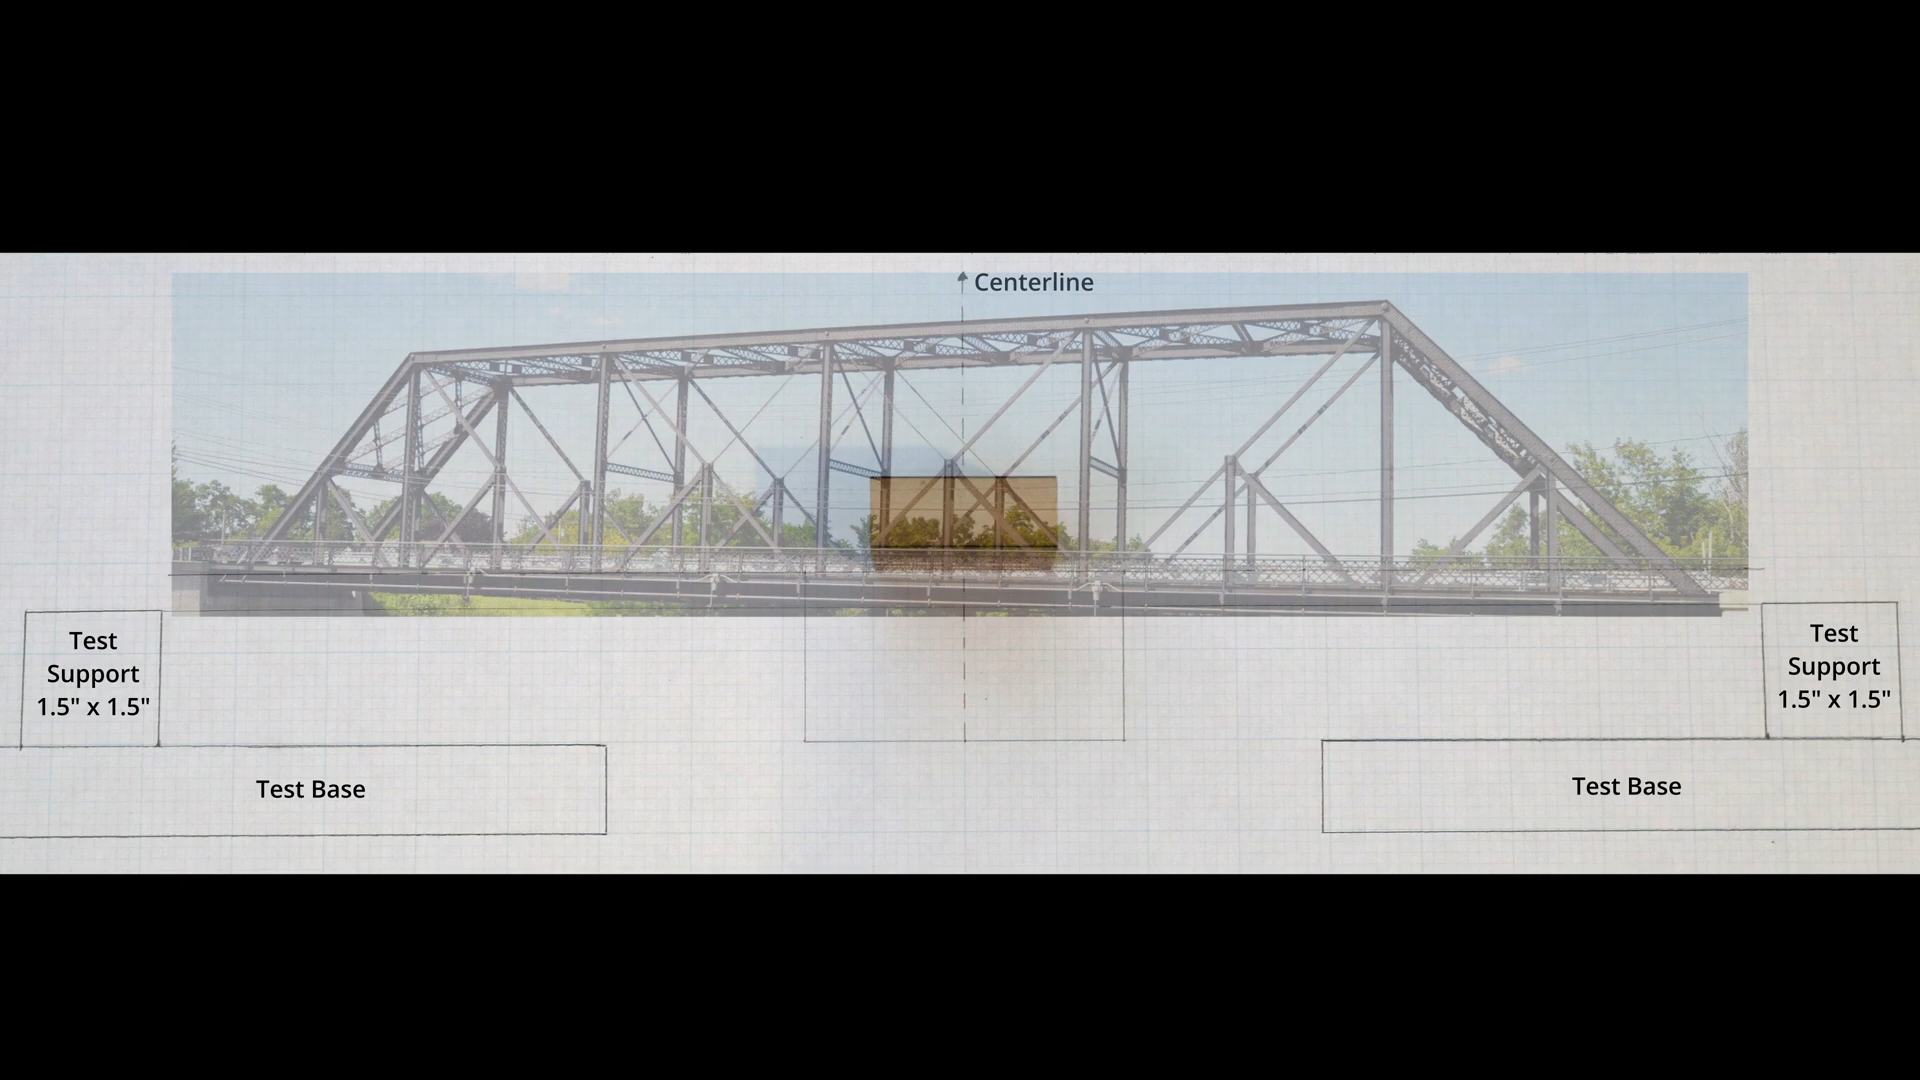 Centerline
Test
Support
1.5" x 1.5"
Test
Support
1.5" x 1.5"
Test Base
Test Base